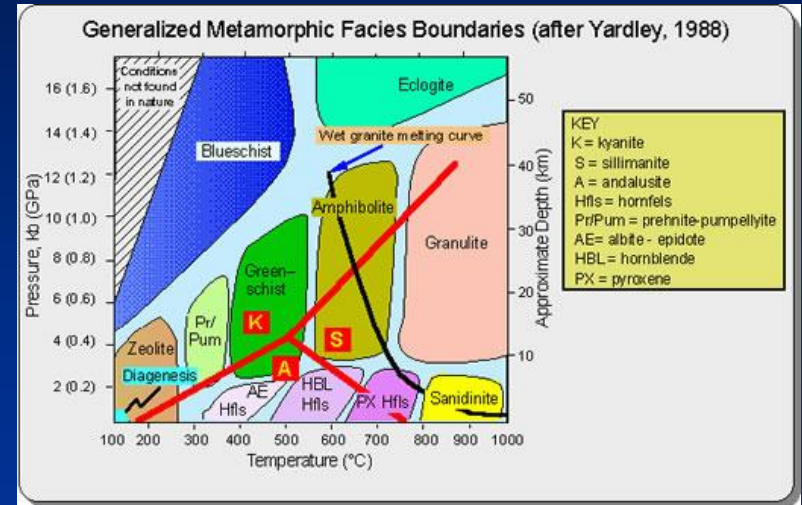 Generalized Metamorphic Facies Boundaries (after Yardley, 1988)
Conditions
not found
in nature
Eclogite
Wet granite melting curve
Blueschist
Amphibolite
Granulite
Green–
schist
K
S
A
Pr/
Pum
Zeolite
Diagenesis
AE
Hfls
HBL
Hfls
PX Hfls
Sanidinite
Pressure, kb (GPa)
16 (1.6)
14 (1.4)
12 (1.2)
10 (1.0)
8 (0.8)
6 (0.6)
4 (0.4)
2 (0.2)
Approximate Depth (km)
50
40
30
20
10
100 200 300 400 500 600 700 800 900 1000
Temperature (°C)
KEY
K = kyanite
S = sillimanite
A = andalusite
Hfls = hornfels
Pr/Pum = prehnite-pumpellyite
AE= albite - epidote
HBL = hornblende
PX = pyroxene